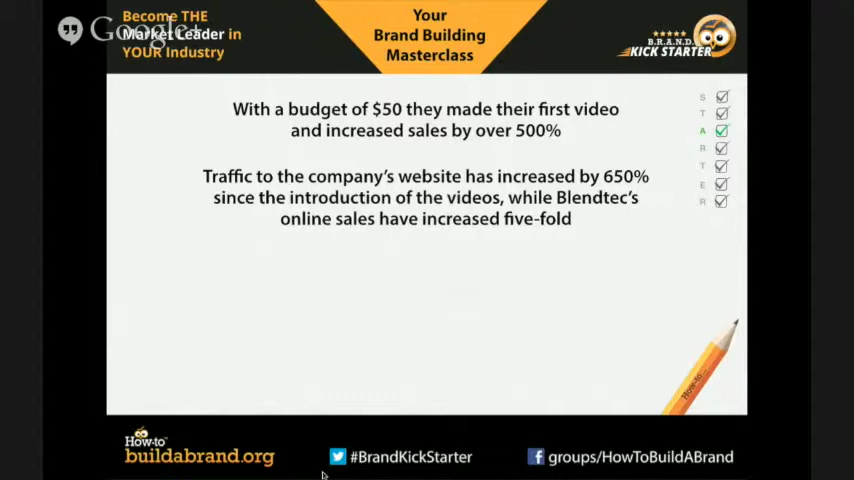 Google+
Become THE
Market Leader in
YOUR Industry
Your
Brand Building
Masterclass
B.R.A.N.D.
KICK STARTER
With a budget of $50 they made their first video
and increased sales by over 500%
Traffic to the company's website has increased by 650%
since the introduction of the videos, while Blendtec's
online sales have increased five-fold
S
T
A
R
T
E
R
How-to
How-to
buildabrand.org
#BrandKickStarter
groups/HowToBuildABrand